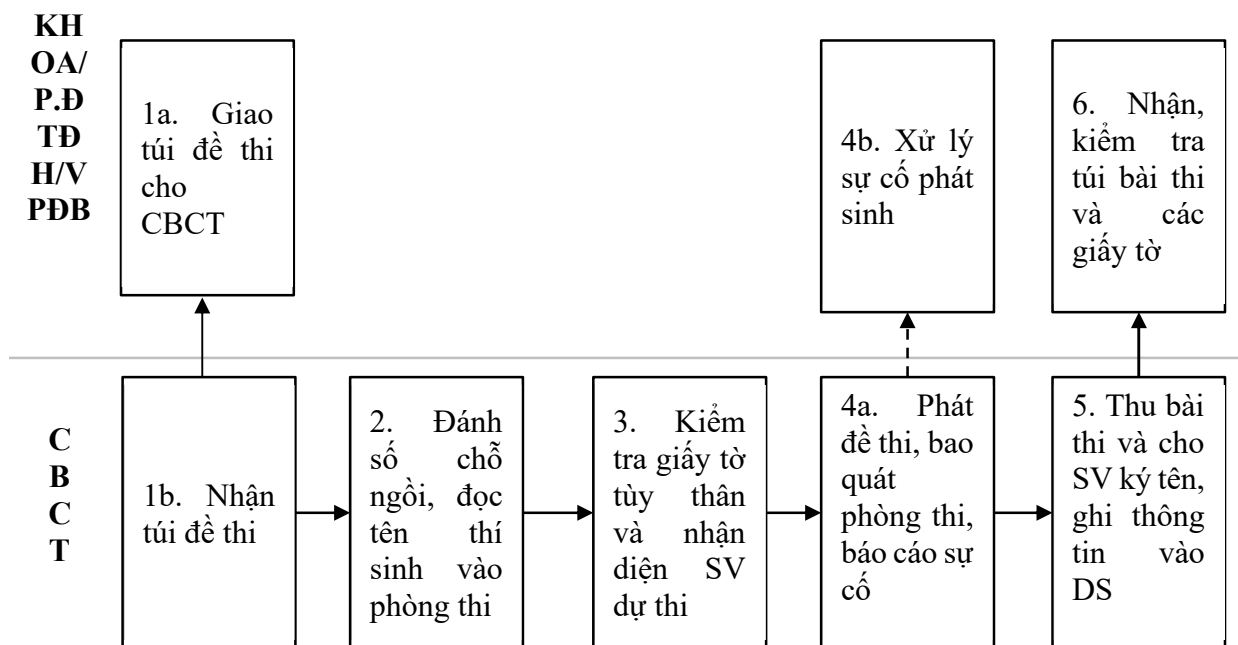 KH
OA/
P.Đ
TĐ
H/V
PĐB
1a. Giao
túi đề thi
cho
CBCT
4b. Xử lý
sự cố phát
sinh
6. Nhận,
kiểm tra
túi bài thi
và các
giấy tờ
C
B
C
T
1b. Nhận
túi đề thi
2. Đánh
số chỗ
ngồi, đọc
tên thí
sinh vào
phòng thi
3. Kiểm
tra giấy tờ
tùy thân
và nhận
diện SV
dự thi
4a. Phát
đề thi, bao
quát
phòng thi,
báo cáo sự
cố
5. Thu bài
thi và cho
SV ký tên,
ghi thông
tin vào
DS